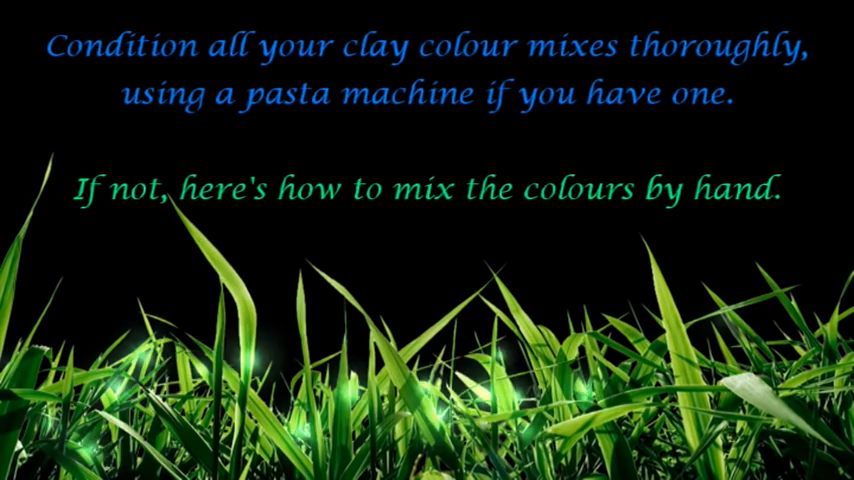 Condition all your clay colour mixes thoroughly,
using a pasta machine if you have one.
If not, here's how to mix the colours by hand.